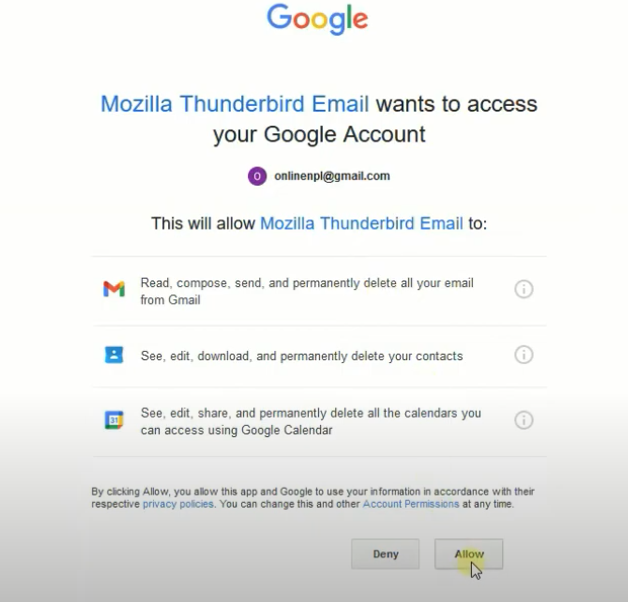 Google
Mozilla Thunderbird Email wants to access
your Google Account
O onlinenpl@gmail.com
This will allow Mozilla Thunderbird Email to:
Read, compose, send, and permanently delete all your email
from Gmail
See, edit, download, and permanently delete your contacts
31
See, edit, share, and permanently delete all the calendars you
can access using Google Calendar
By clicking Allow, you allow this app and Google to use your information in accordance with their
respective privacy policies. You can change this and other Account Permissions at any time.
Deny Allow